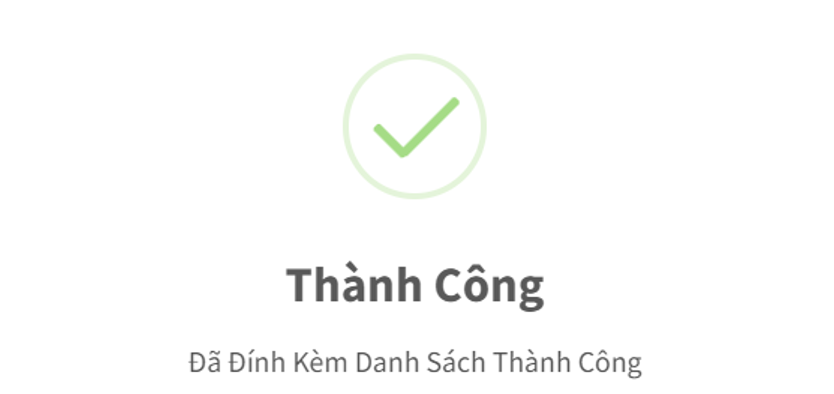 Thành Công
Đã Đính Kèm Danh Sách Thành Công